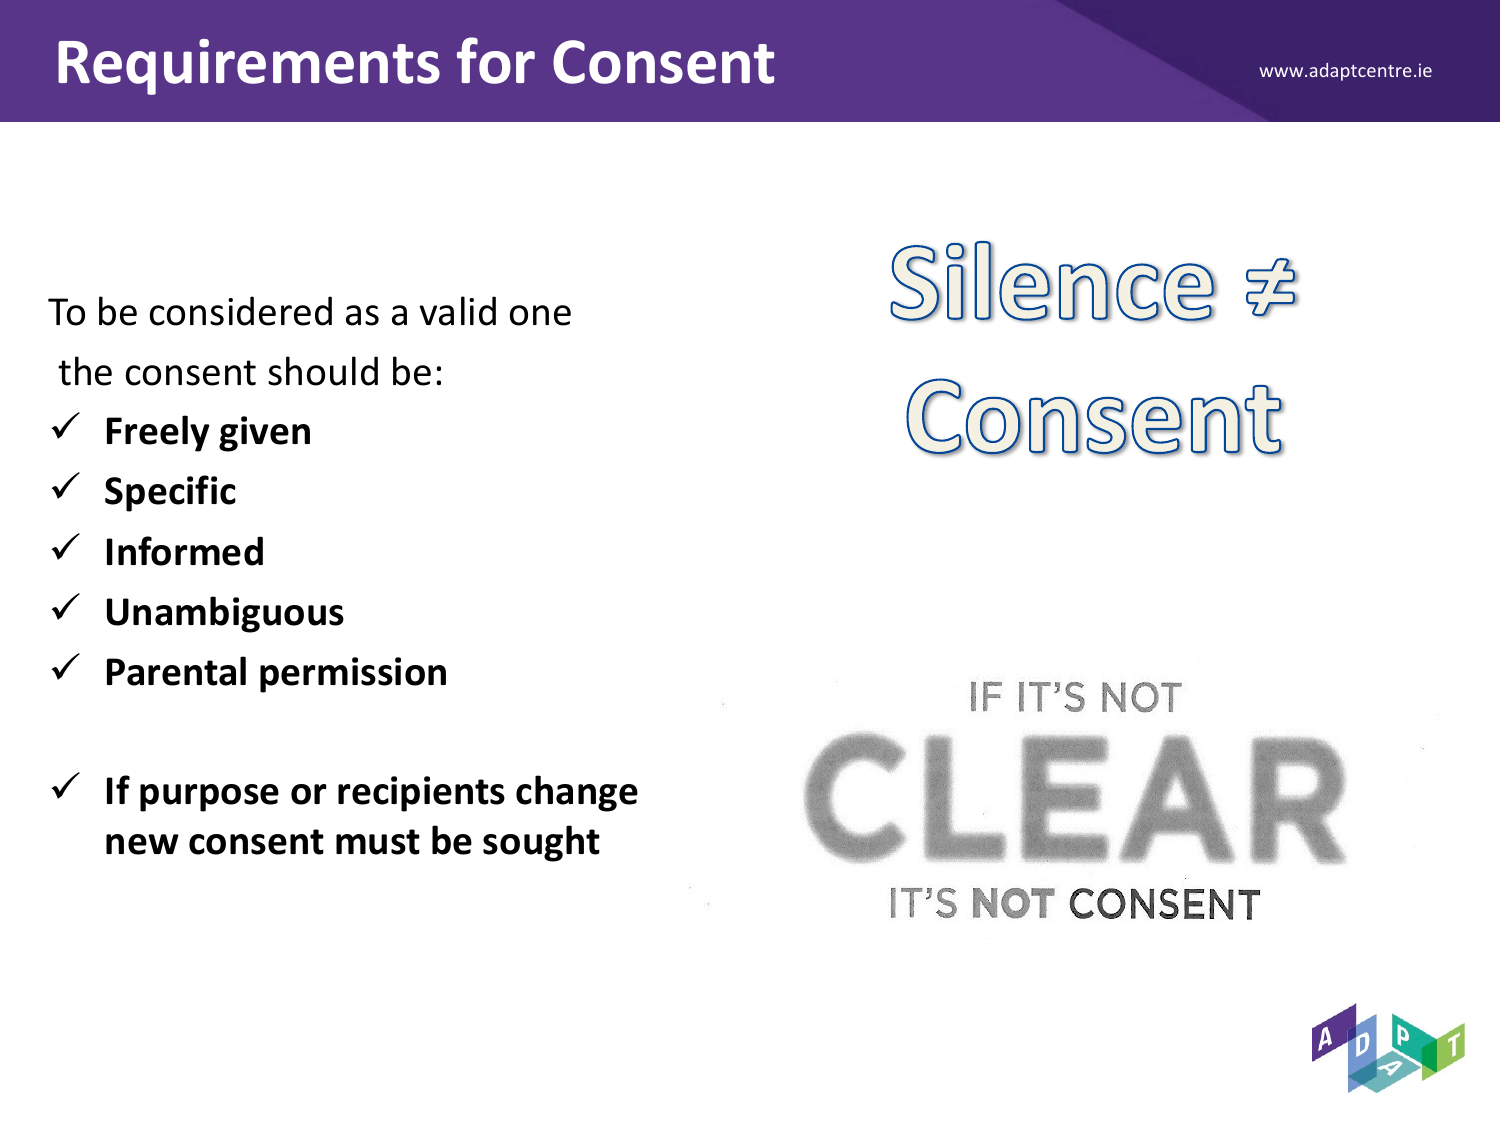 Requirements for Consent
www.adaptcentre.ie
To be considered as a valid one
the consent should be:
✓ Freely given
✓ Specific
✓ Informed
✓ Unambiguous
✓ Parental permission
✓ If purpose or recipients change
new consent must be sought
Silence ≠
Consent
IF IT'S NOT
CLEAR
IT'S NOT CONSENT
ADAPT